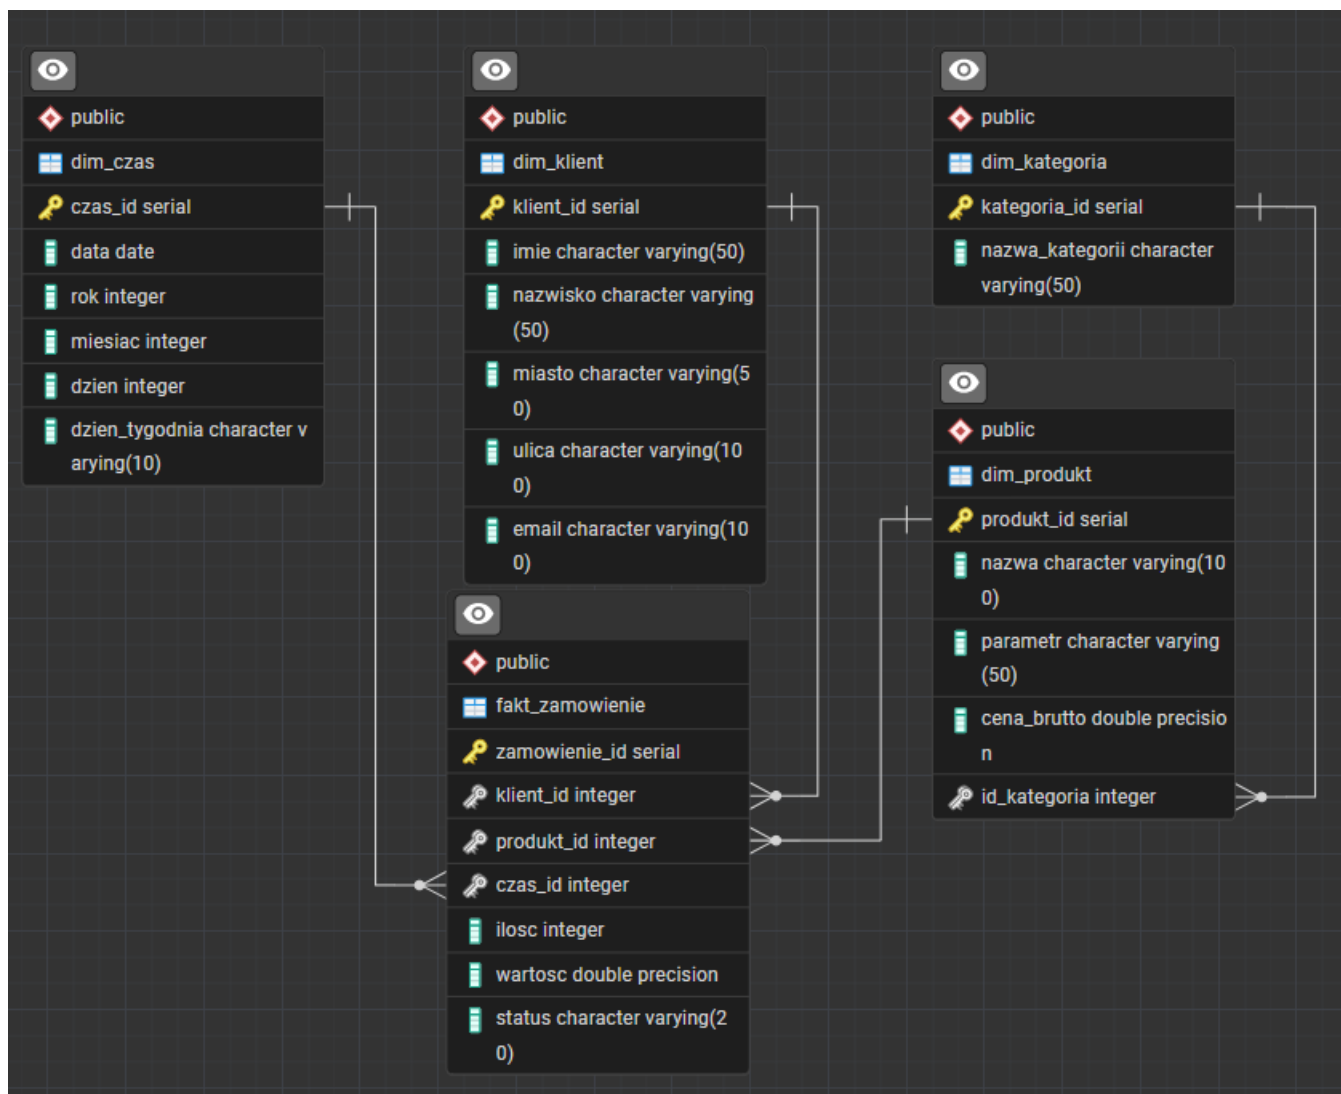 public
dim_czas
czas_id serial
data date
rok integer
miesiac integer
dzien integer
dzien_tygodnia character v
arying(10)
public
dim_klient
klient_id serial
imie character varying(50)
nazwisko character varying
(50)
miasto character varying(5
0)
ulica character varying(10
0)
email character varying(10
0)
public
dim_kategoria
kategoria_id serial
nazwa_kategorii character
varying(50)
public
dim_produkt
produkt_id serial
nazwa character varying(10
0)
parametr character varying
(50)
cena_brutto double precisio
n
id_kategoria integer
public
fakt_zamowienie
zamowienie_id serial
klient_id integer
produkt_id integer
czas_id integer
ilosc integer
wartosc double precision
status character varying(2
0)